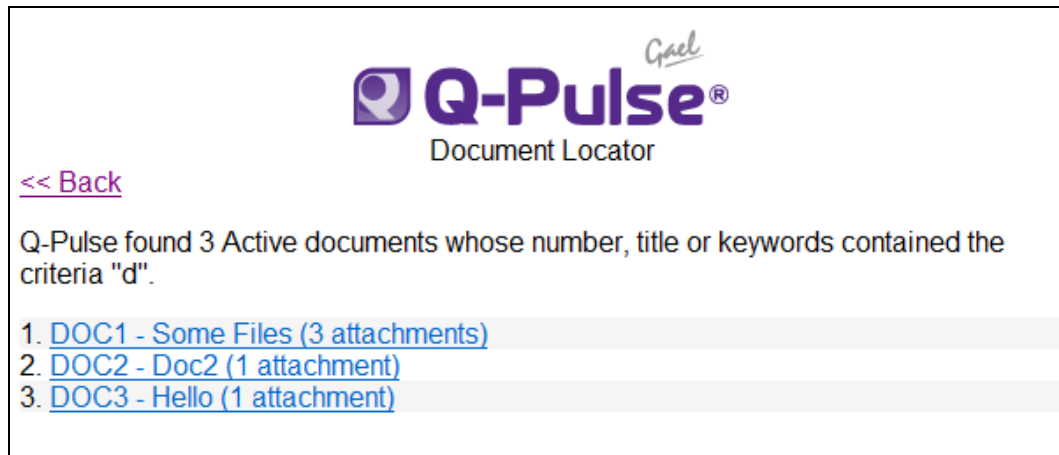 Gael
Q-Pulse®
Document Locator
<< Back
Q-Pulse found 3 Active documents whose number, title or keywords contained the
criteria "d".
1. DOC1 - Some Files (3 attachments)
2. DOC2 - Doc2 (1 attachment)
3. DOC3 - Hello (1 attachment)